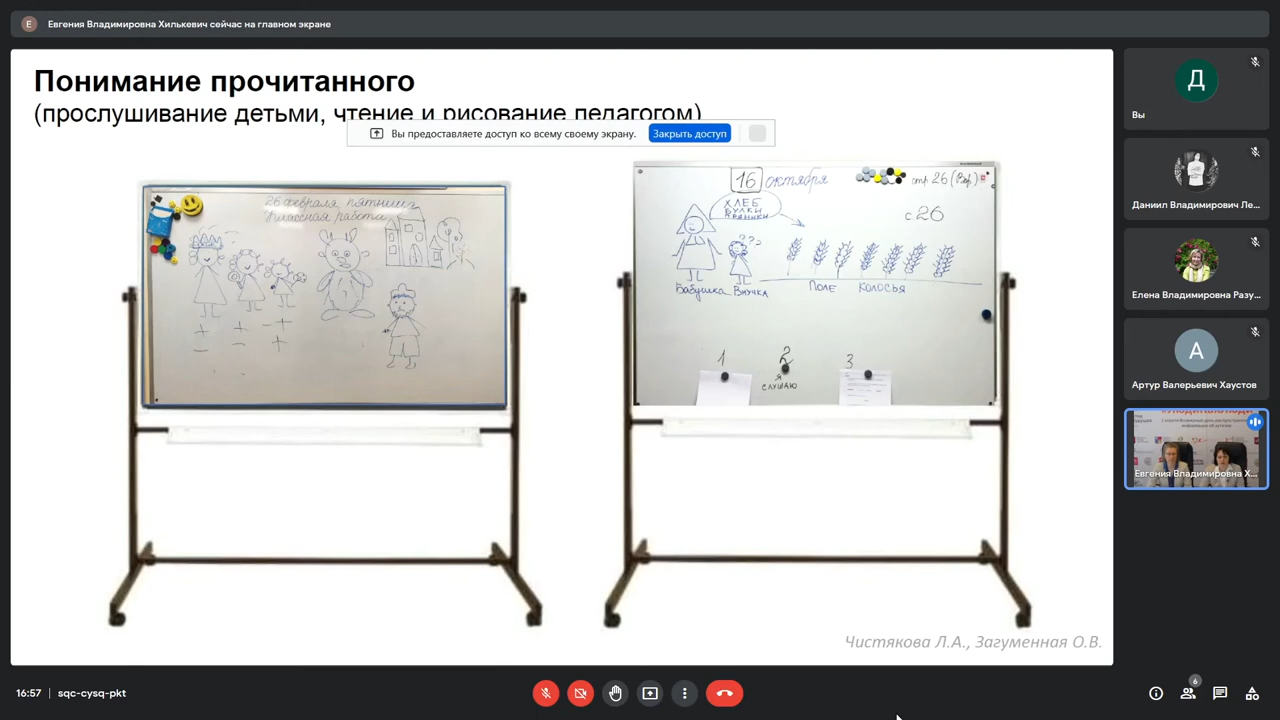 Е
Евгения Владимировна Хилькевич сейчас на главном экране
Понимание прочитанного
(прослушивание детьми, чтение и рисование педагогом)
Вы предоставляете доступ ко всему своему экрану.
Закрыть доступ
26 февраля пятница
Классная работа
16 октября
стр 26
с 26
ХЛЕБ
БУЛКИ
???
Бабушка Внучка
Поле Колосья
1 2 3
я
слушаю
Чистякова Л.А., Загуменная О.В.
Д
Вы
Даниил Владимирович Ле...
Елена Владимировна Разу...
А
Артур Валерьевич Хаустов
Евгения Владимировна Х...
16:57 | sqc-cysq-pkt
6